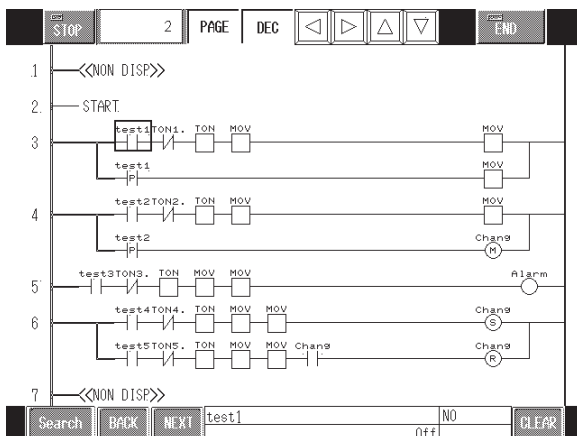 STOP 2 PAGE DEC END
1 <<NON DISP.>>
2 START.
3 test1 TON1. TON MOV MOV
test1 P MOV
4 test2 TON2. TON MOV MOV
test2 P Chang M
5 test3 TON3. TON MOV MOV Alarm
6 test4 TON4. TON MOV MOV Chang S
test5 TON5. TON MOV MOV Chang Chang R
7 <<NON DISP>>
Search BACK NEXT test1 NO CLEAR
Off